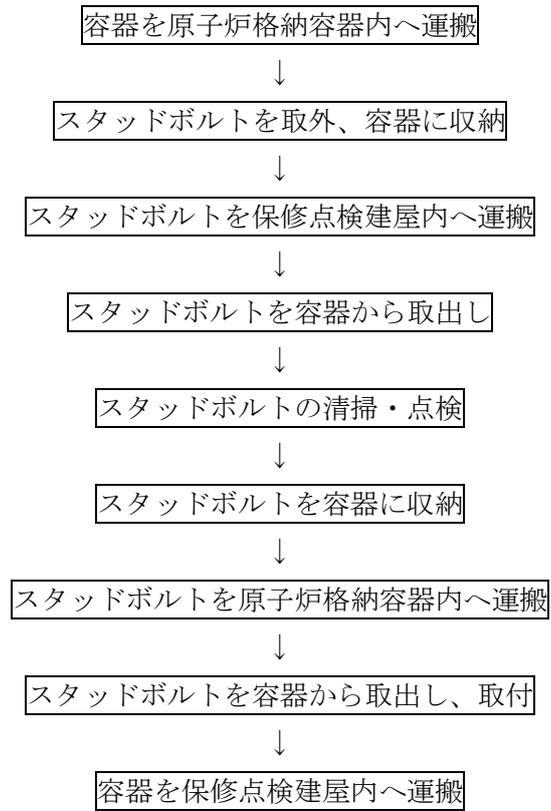 容器を原子炉格納容器内へ運搬
↓
スタッドボルトを取外、容器に収納
↓
スタッドボルトを保修点検建屋内へ運搬
↓
スタッドボルトを容器から取出し
↓
スタッドボルトの清掃・点検
↓
スタッドボルトを容器に収納
↓
スタッドボルトを原子炉格納容器内へ運搬
↓
スタッドボルトを容器から取出し、取付
↓
容器を保修点検建屋内へ運搬